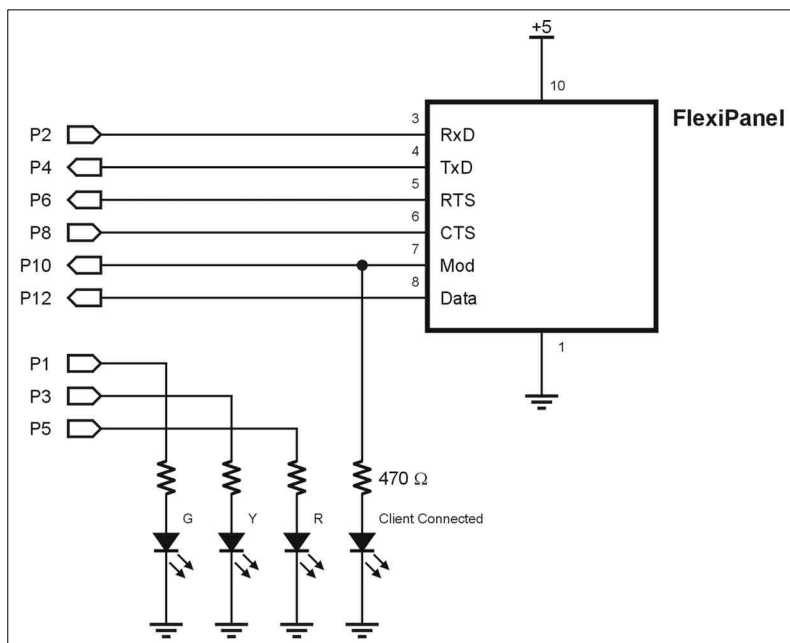 +5
10
FlexiPanel
P2 3 RxD
P4 4 TxD
P6 5 RTS
P8 6 CTS
P10 7 Mod
P12 8 Data
1
P1
P3
P5
470 Ω
G Y R Client Connected